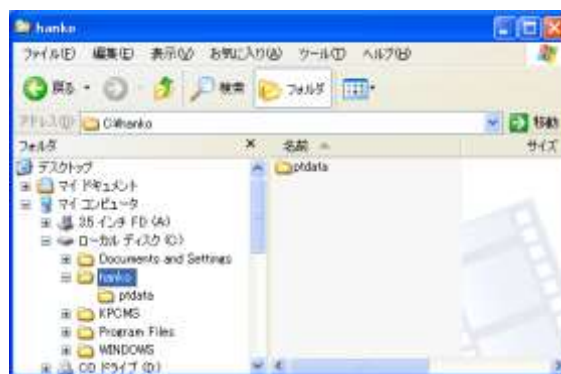 hanko
ファイル(F) 編集(E) 表示(V) お気に入り(A) ツール(T) ヘルプ(H)
戻る 検索 フォルダ
アドレス(D) C:¥hanko 移動
フォルダ × 名前 サイズ
デスクトップ ptdata
マイ ドキュメント
マイ コンピュータ
3.5 インチ FD (A:)
ローカル ディスク (C:)
Documents and Settings
hanko
ptdata
KPCMS
Program Files
WINDOWS
CD ドライブ (D:)